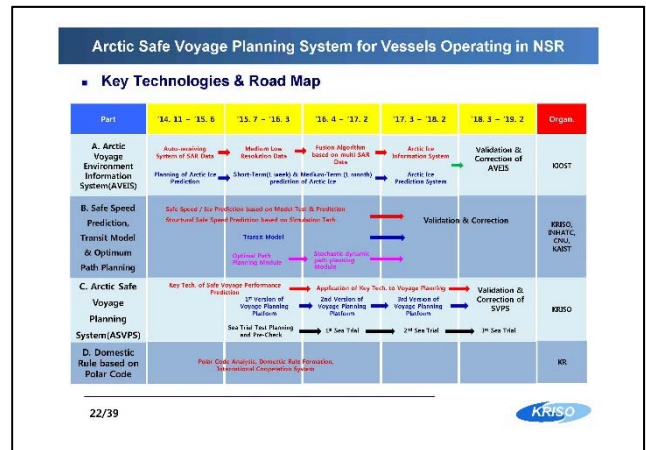 Arctic Safe Voyage Planning System for Vessels Operating in NSR
Key Technologies & Road Map
Part
'14. 11 – '15. 6
'15. 7 – '16. 3
'16. 4 – '17. 2
'17. 3 – '18. 2
'18. 3 – '19. 2
Organ.
A. Arctic
Voyage
Environment
Information
System(AVEIS)
Auto-receiving
System of SAR Data
Medium Low
Resolution Data
Fusion Algorithm
based on multi SAR
Data
Arctic Ice
Information System
Planning of Arctic Ice
Prediction
Short-Term(1 week) & Medium-Term (1 month)
prediction of Arctic Ice
Arctic Ice
Prediction System
Validation &
Correction of
AVEIS
KIOST
B. Safe Speed
Prediction,
Transit Model
& Optimum
Path Planning
Safe Speed / Ice Prediction based on Model Test & Prediction
Structural Safe Speed Prediction based on Simulation Tech.
Transit Model
Optimal Path
Planning Module
Stochastic dynamic
path planning
Module
Validation & Correction
KRISO,
INHATC,
CNU,
KAIST
C. Arctic Safe
Voyage
Planning
System(ASVPS)
Key Tech. of Safe Voyage Performance
Prediction
Application of Key Tech. to Voyage Planning
1st Version of
Voyage Planning
Platform
2nd Version of
Voyage Planning
Platform
3rd Version of
Voyage Planning
Platform
Sea Trial Test Planning
and Pre-Check
1st Sea Trial
2nd Sea Trial
3rd Sea Trial
Validation &
Correction of
SVPS
KRISO
D. Domestic
Rule based on
Polar Code
Polar Code Analysis, Domestic Rule Formation,
International Cooperation System
KR
22/39
KRISO